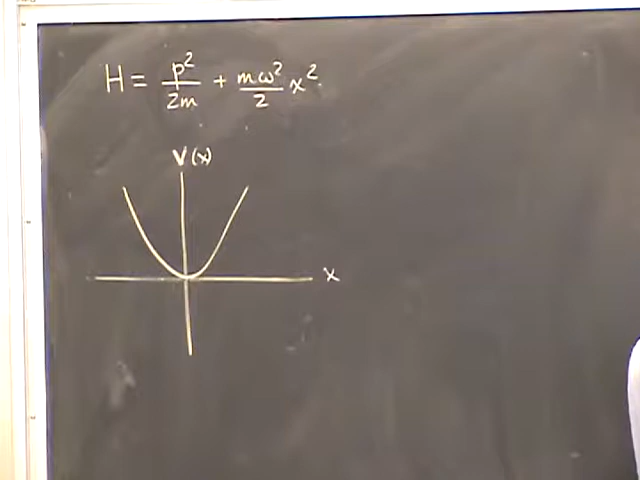 H = p²/2m + mω²/2 x²
V(x)
x